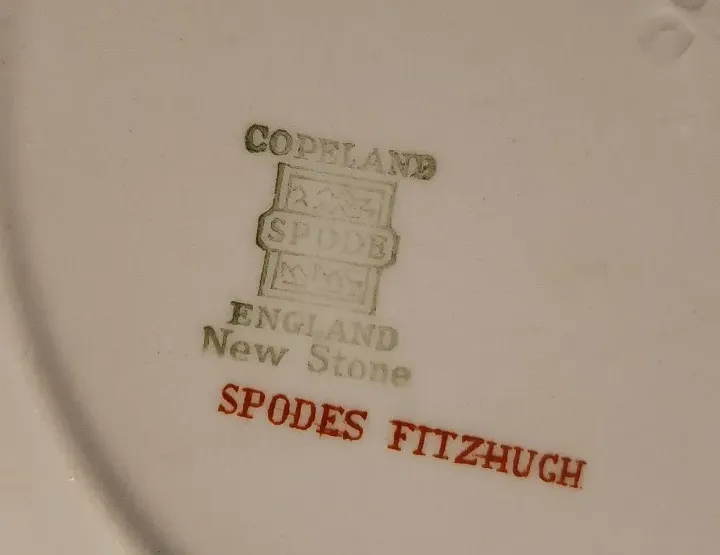 COPELAND
SPODE
ENGLAND
New Stone
SPODES FITZHUGH